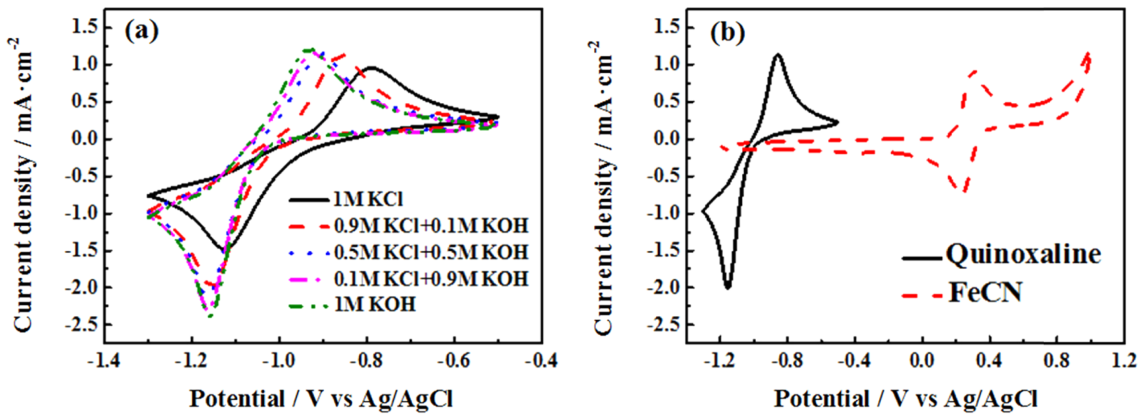 (a)
Current density / mA·cm-2
1.5
1.0
0.5
0.0
-0.5
-1.0
-1.5
-2.0
-2.5
1M KCl
0.9M KCl+0.1M KOH
0.5M KCl+0.5M KOH
0.1M KCl+0.9M KOH
1M KOH
-1.4 -1.2 -1.0 -0.8 -0.6 -0.4
Potential / V vs Ag/AgCl
(b)
Current density / mA·cm-2
1.5
1.0
0.5
0.0
-0.5
-1.0
-1.5
-2.0
-2.5
Quinoxaline
FeCN
-1.2 -0.8 -0.4 0.0 0.4 0.8 1.2
Potential / V vs Ag/AgCl